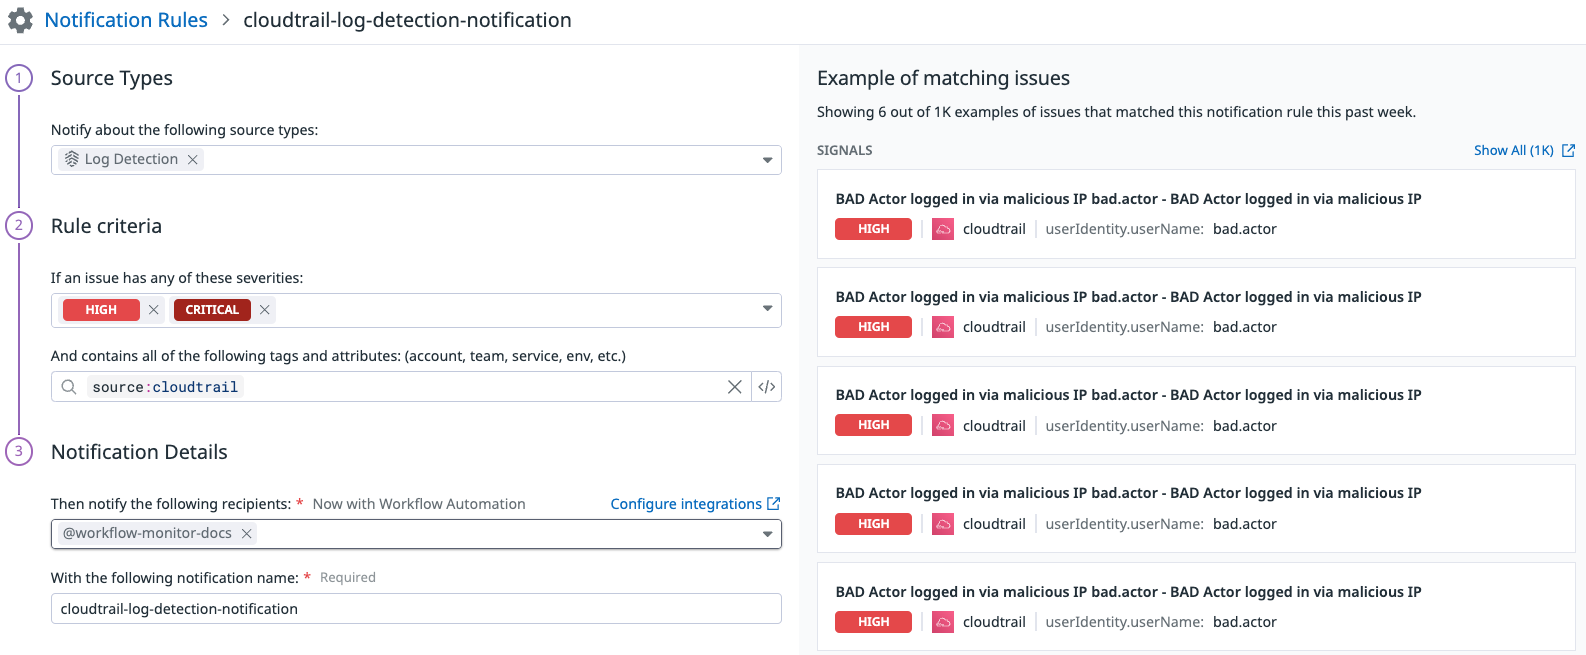 Notification Rules > cloudtrail-log-detection-notification
1 Source Types
Notify about the following source types:
Log Detection
2 Rule criteria
If an issue has any of these severities:
HIGH CRITICAL
And contains all of the following tags and attributes: (account, team, service, env, etc.)
source:cloudtrail </>
3 Notification Details
Then notify the following recipients: * Now with Workflow Automation Configure integrations
@workflow-monitor-docs
With the following notification name: * Required
cloudtrail-log-detection-notification
Example of matching issues
Showing 6 out of 1K examples of issues that matched this notification rule this past week.
SIGNALS Show All (1K)
BAD Actor logged in via malicious IP bad.actor - BAD Actor logged in via malicious IP
HIGH cloudtrail userIdentity.userName: bad.actor
BAD Actor logged in via malicious IP bad.actor - BAD Actor logged in via malicious IP
HIGH cloudtrail userIdentity.userName: bad.actor
BAD Actor logged in via malicious IP bad.actor - BAD Actor logged in via malicious IP
HIGH cloudtrail userIdentity.userName: bad.actor
BAD Actor logged in via malicious IP bad.actor - BAD Actor logged in via malicious IP
HIGH cloudtrail userIdentity.userName: bad.actor
BAD Actor logged in via malicious IP bad.actor - BAD Actor logged in via malicious IP
HIGH cloudtrail userIdentity.userName: bad.actor